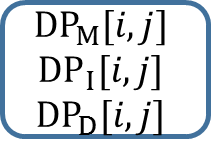 DP_M[i, j]
DP_I[i, j]
DP_D[i, j]